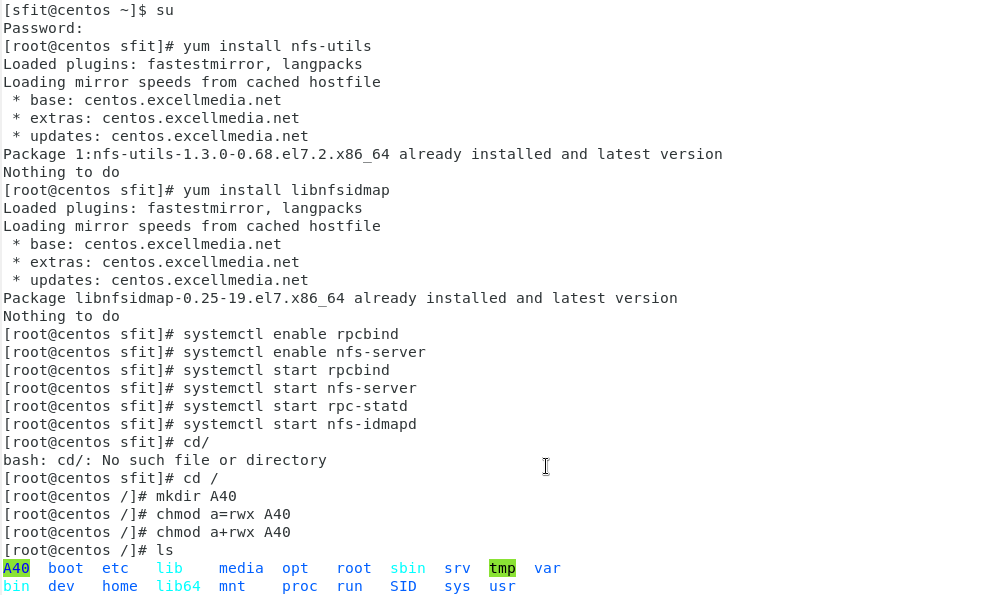 [sfit@centos ~]$ su
Password:
[root@centos sfit]# yum install nfs-utils
Loaded plugins: fastestmirror, langpacks
Loading mirror speeds from cached hostfile
 * base: centos.excellmedia.net
 * extras: centos.excellmedia.net
 * updates: centos.excellmedia.net
Package 1:nfs-utils-1.3.0-0.68.el7.2.x86_64 already installed and latest version
Nothing to do
[root@centos sfit]# yum install libnfsidmap
Loaded plugins: fastestmirror, langpacks
Loading mirror speeds from cached hostfile
 * base: centos.excellmedia.net
 * extras: centos.excellmedia.net
 * updates: centos.excellmedia.net
Package libnfsidmap-0.25-19.el7.x86_64 already installed and latest version
Nothing to do
[root@centos sfit]# systemctl enable rpcbind
[root@centos sfit]# systemctl enable nfs-server
[root@centos sfit]# systemctl start rpcbind
[root@centos sfit]# systemctl start nfs-server
[root@centos sfit]# systemctl start rpc-statd
[root@centos sfit]# systemctl start nfs-idmapd
[root@centos sfit]# cd/
bash: cd/: No such file or directory
[root@centos sfit]# cd /
[root@centos /]# mkdir A40
[root@centos /]# chmod a=rwx A40
[root@centos /]# chmod a+rwx A40
[root@centos /]# ls
A40  boot  etc   lib    media  opt   root  sbin  srv  tmp  var
bin  dev   home  lib64  mnt    proc  run   SID   sys  usr